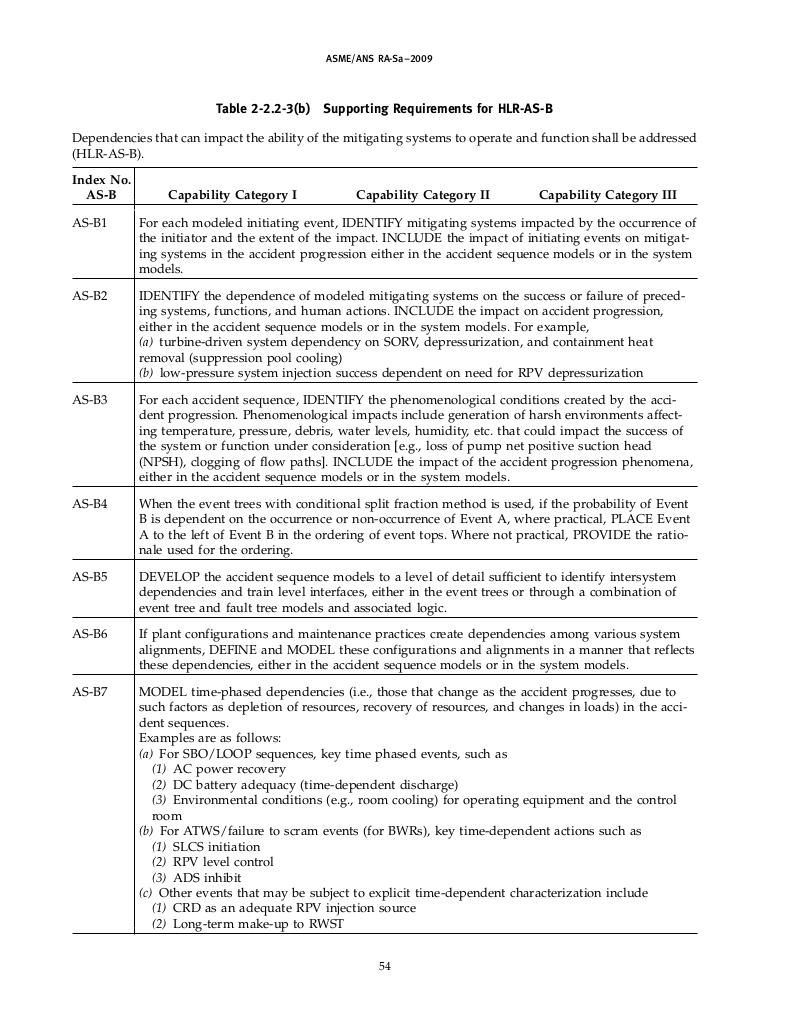 ASME/ANS RA-Sa–2009
Table 2-2.2-3(b) Supporting Requirements for HLR-AS-B
Dependencies that can impact the ability of the mitigating systems to operate and function shall be addressed
(HLR-AS-B).
Index No.
AS-B Capability Category I Capability Category II Capability Category III
AS-B1 For each modeled initiating event, IDENTIFY mitigating systems impacted by the occurrence of
the initiator and the extent of the impact. INCLUDE the impact of initiating events on mitigat-
ing systems in the accident progression either in the accident sequence models or in the system
models.
AS-B2 IDENTIFY the dependence of modeled mitigating systems on the success or failure of preced-
ing systems, functions, and human actions. INCLUDE the impact on accident progression,
either in the accident sequence models or in the system models. For example,
(a) turbine-driven system dependency on SORV, depressurization, and containment heat
removal (suppression pool cooling)
(b) low-pressure system injection success dependent on need for RPV depressurization
AS-B3 For each accident sequence, IDENTIFY the phenomenological conditions created by the acci-
dent progression. Phenomenological impacts include generation of harsh environments affect-
ing temperature, pressure, debris, water levels, humidity, etc. that could impact the success of
the system or function under consideration [e.g., loss of pump net positive suction head
(NPSH), clogging of flow paths]. INCLUDE the impact of the accident progression phenomena,
either in the accident sequence models or in the system models.
AS-B4 When the event trees with conditional split fraction method is used, if the probability of Event
B is dependent on the occurrence or non-occurrence of Event A, where practical, PLACE Event
A to the left of Event B in the ordering of event tops. Where not practical, PROVIDE the ratio-
nale used for the ordering.
AS-B5 DEVELOP the accident sequence models to a level of detail sufficient to identify intersystem
dependencies and train level interfaces, either in the event trees or through a combination of
event tree and fault tree models and associated logic.
AS-B6 If plant configurations and maintenance practices create dependencies among various system
alignments, DEFINE and MODEL these configurations and alignments in a manner that reflects
these dependencies, either in the accident sequence models or in the system models.
AS-B7 MODEL time-phased dependencies (i.e., those that change as the accident progresses, due to
such factors as depletion of resources, recovery of resources, and changes in loads) in the acci-
dent sequences.
Examples are as follows:
(a) For SBO/LOOP sequences, key time phased events, such as
(1) AC power recovery
(2) DC battery adequacy (time-dependent discharge)
(3) Environmental conditions (e.g., room cooling) for operating equipment and the control
room
(b) For ATWS/failure to scram events (for BWRs), key time-dependent actions such as
(1) SLCS initiation
(2) RPV level control
(3) ADS inhibit
(c) Other events that may be subject to explicit time-dependent characterization include
(1) CRD as an adequate RPV injection source
(2) Long-term make-up to RWST
54